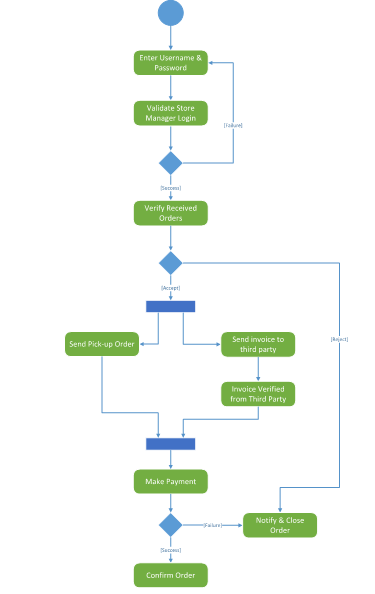 Enter Username &
Password
Validate Store
Manager Login
[Failure]
[Success]
Verify Received
Orders
[Accept]
Send Pick-up Order
Send invoice to
third party
[Reject]
Invoice Verified
from Third Party
Make Payment
[Failure]
Notify & Close
Order
[Success]
Confirm Order